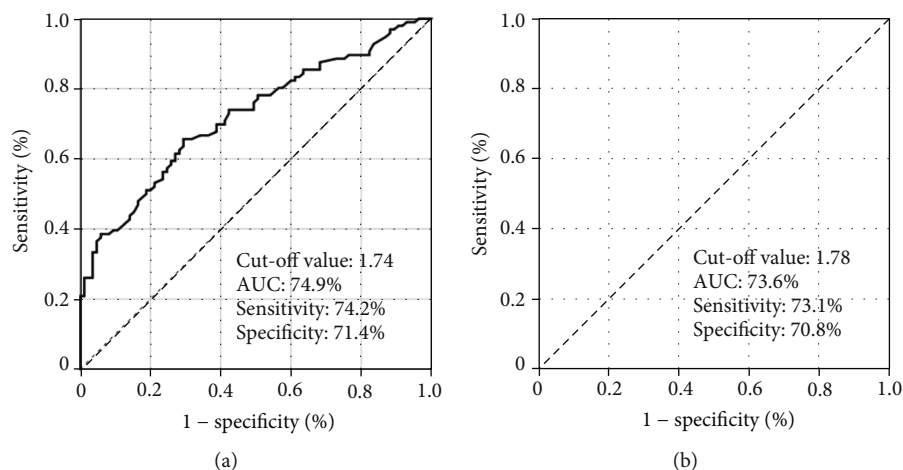 1.0
0.8
0.6
0.4
0.2
0
0
0.2
0.4
0.6
0.8
1.0
Sensitivity (%)
1 − specificity (%)
Cut-off value: 1.74
AUC: 74.9%
Sensitivity: 74.2%
Specificity: 71.4%
(a)
1.0
0.8
0.6
0.4
0.2
0
0
0.2
0.4
0.6
0.8
1.0
Sensitivity (%)
1 − specificity (%)
Cut-off value: 1.78
AUC: 73.6%
Sensitivity: 73.1%
Specificity: 70.8%
(b)